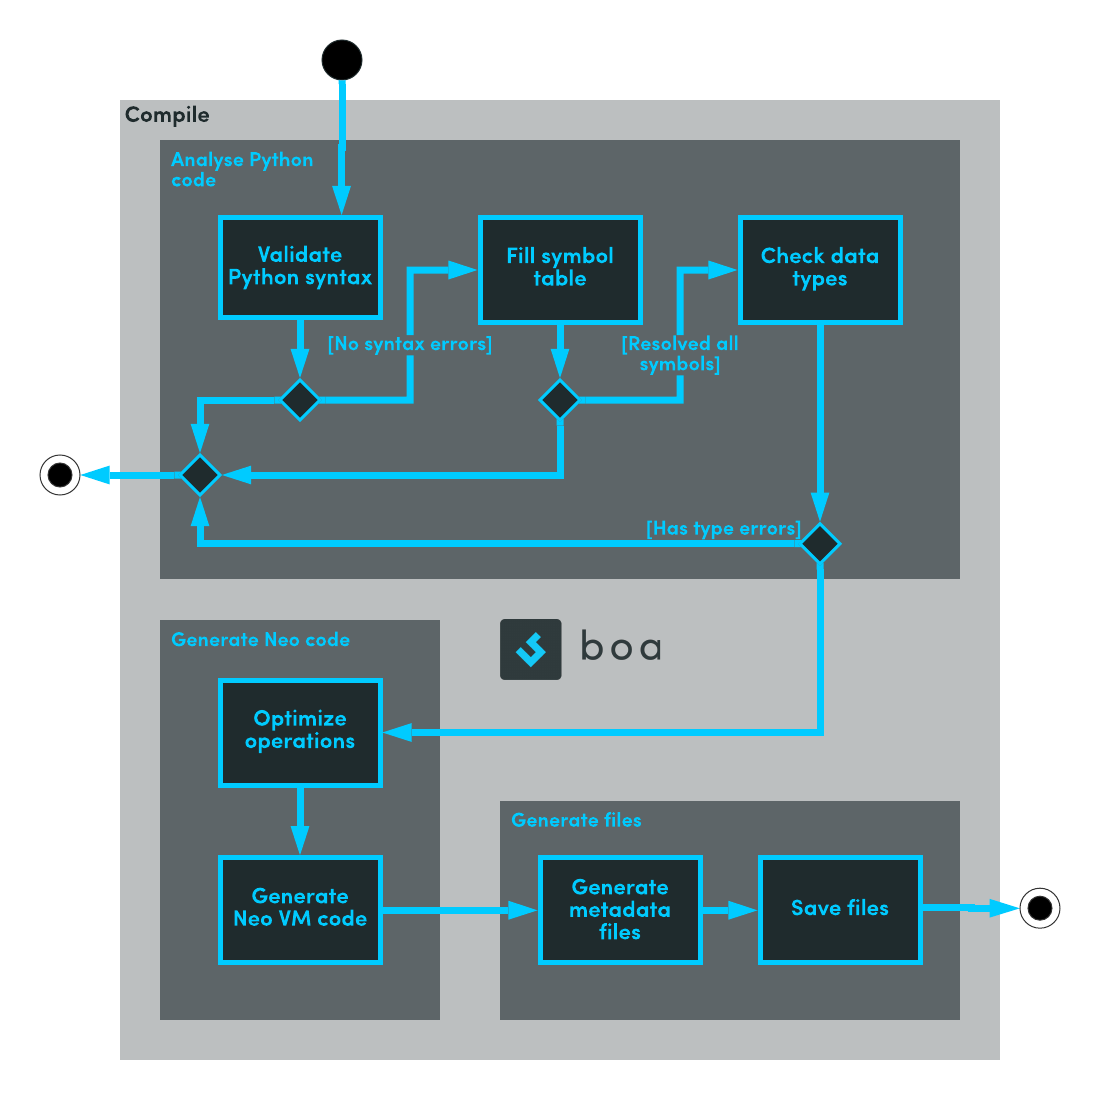 Compile
Analyse Python
code
Validate
Python syntax
Fill symbol
table
Check data
types
[No syntax errors]
[Resolved all
symbols]
[Has type errors]
Generate Neo code
boa
Optimize
operations
Generate files
Generate
Neo VM code
Generate
metadata
files
Save files